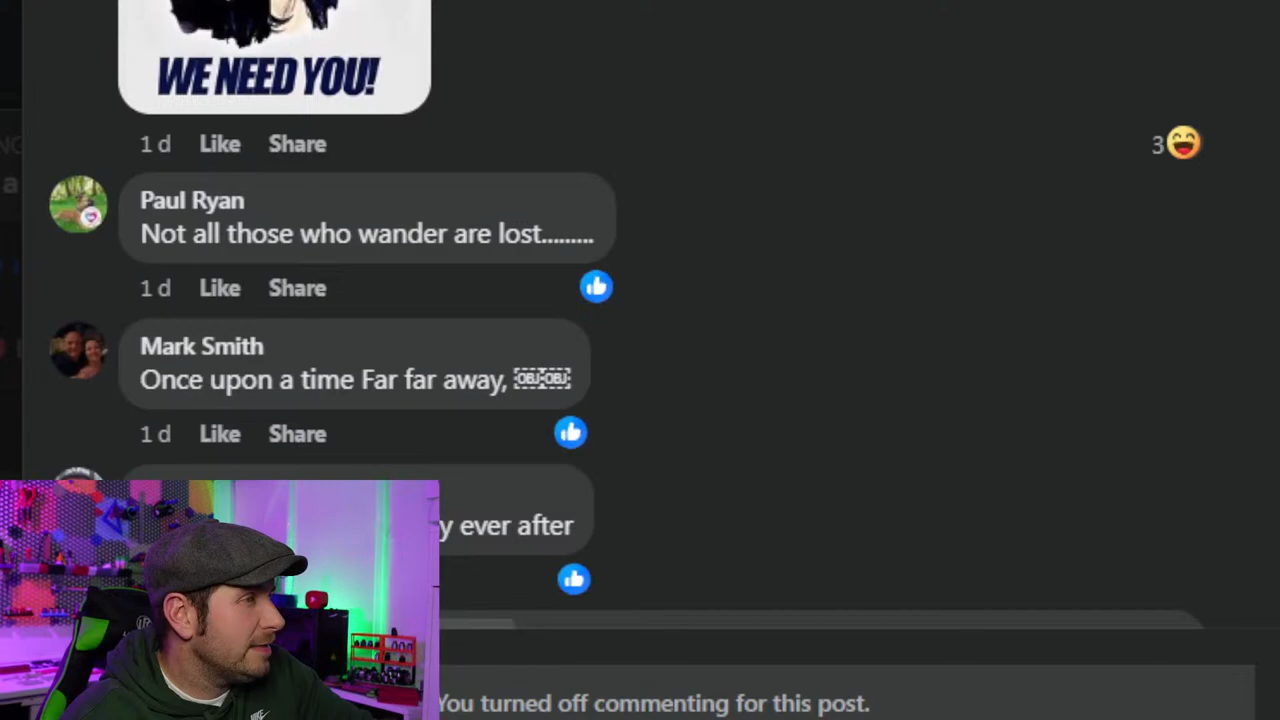 WE NEED YOU!
1 d Like Share
3
Paul Ryan
Not all those who wander are lost.........
1 d Like Share
Mark Smith
Once upon a time Far far away, ￼￼
1 d Like Share
y ever after
You turned off commenting for this post.